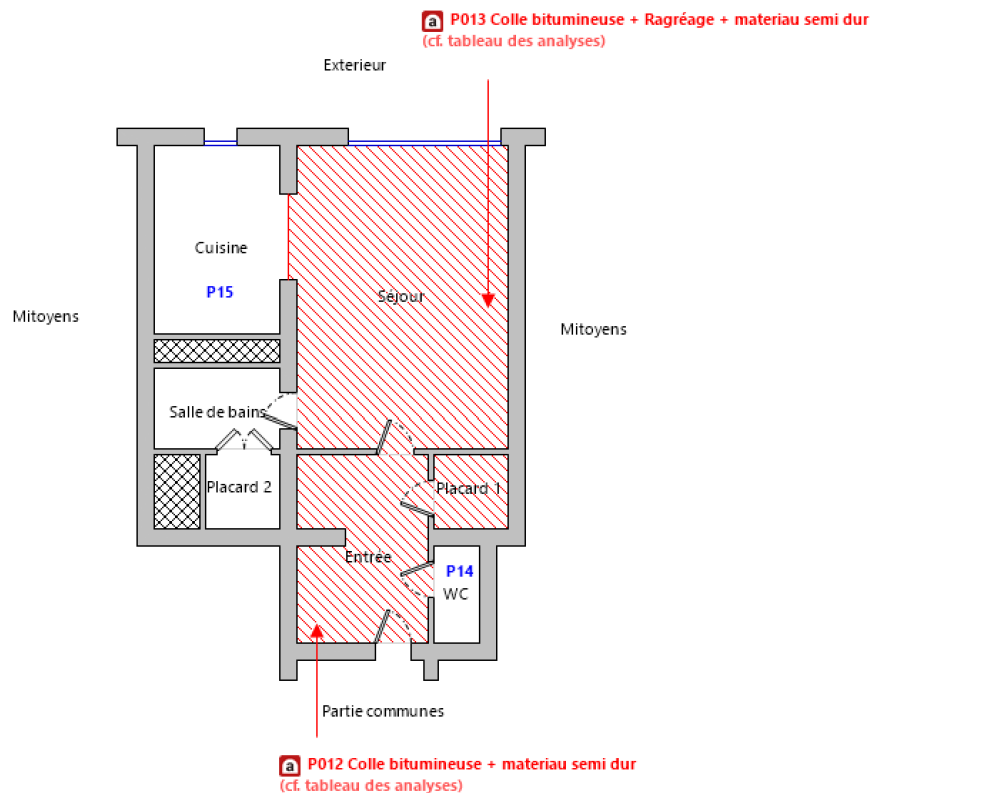 a P013 Colle bitumineuse + Ragréage + materiau semi dur
(cf. tableau des analyses)
Exterieur
Cuisine
P15
Séjour
Mitoyens
Mitoyens
Salle de bains
Placard 2
Placard 1
Entrée
P14
WC
Partie communes
a P012 Colle bitumineuse + materiau semi dur
(cf. tableau des analyses)